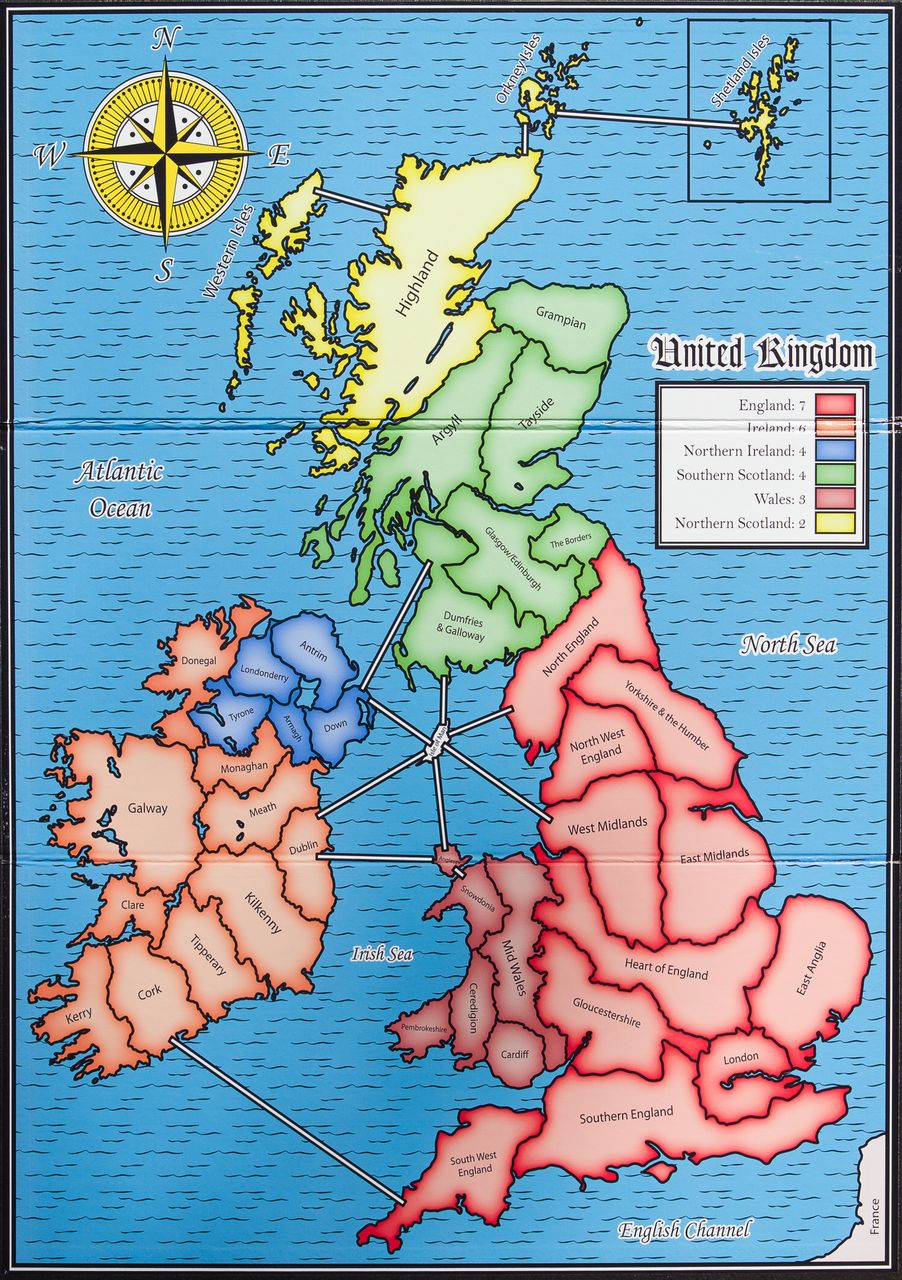 N
W
E
S
Orkney Isles
Shetland Isles
Western Isles
Highland
Grampian
United Kingdom
England: 7
Ireland: 6
Northern Ireland: 4
Southern Scotland: 4
Wales: 3
Northern Scotland: 2
Argyll
Tayside
Atlantic
Ocean
Glasgow/Edinburgh
The Borders
Dumfries
& Galloway
North Sea
North England
Donegal
Londonderry
Antrim
Tyrone
Armagh
Down
Isle of Man
Yorkshire & the Humber
North West
England
Monaghan
Galway
Meath
Dublin
West Midlands
East Midlands
Snowdonia
Clare
Kilkenny
Tipperary
Irish Sea
Mid Wales
Heart of England
East Anglia
Kerry
Cork
Ceredigion
Pembrokeshire
Cardiff
Gloucestershire
London
Southern England
South West
England
English Channel
France